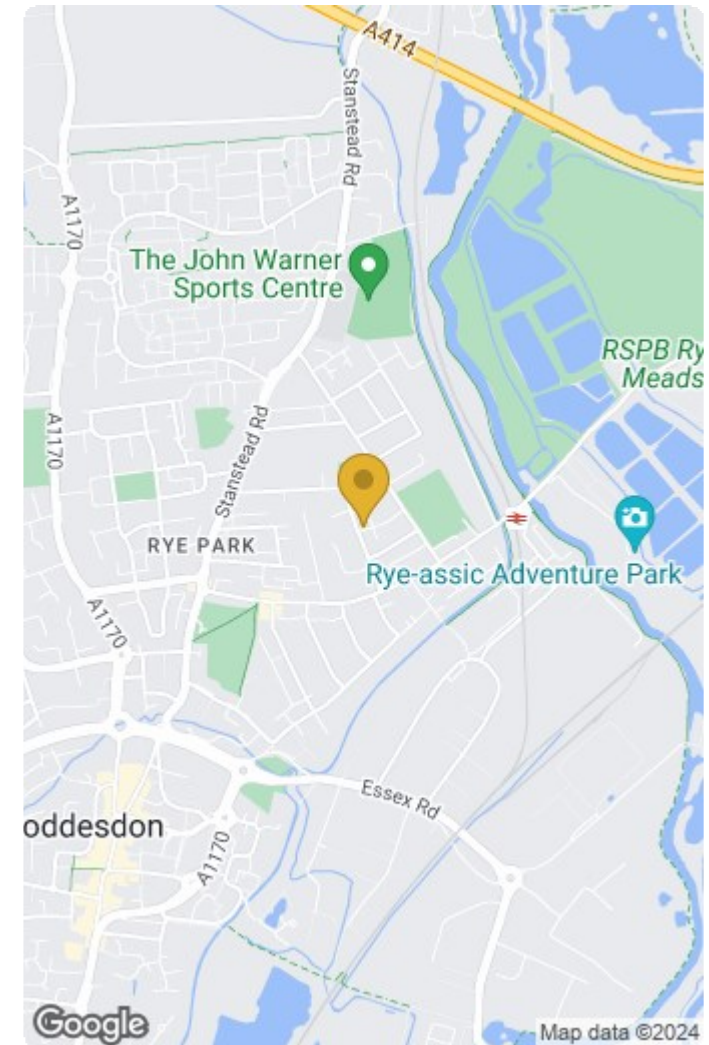 A414
Stanstead Rd
A1170
The John Warner
Sports Centre
RSPB Ry
Meads
A1170
Stanstead Rd
RYE PARK
Rye-assic Adventure Park
A1170
Essex Rd
oddesdon
A1170
Google
Map data ©2024